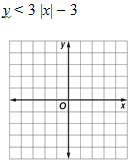 y < 3 |x| – 3
y
O
x